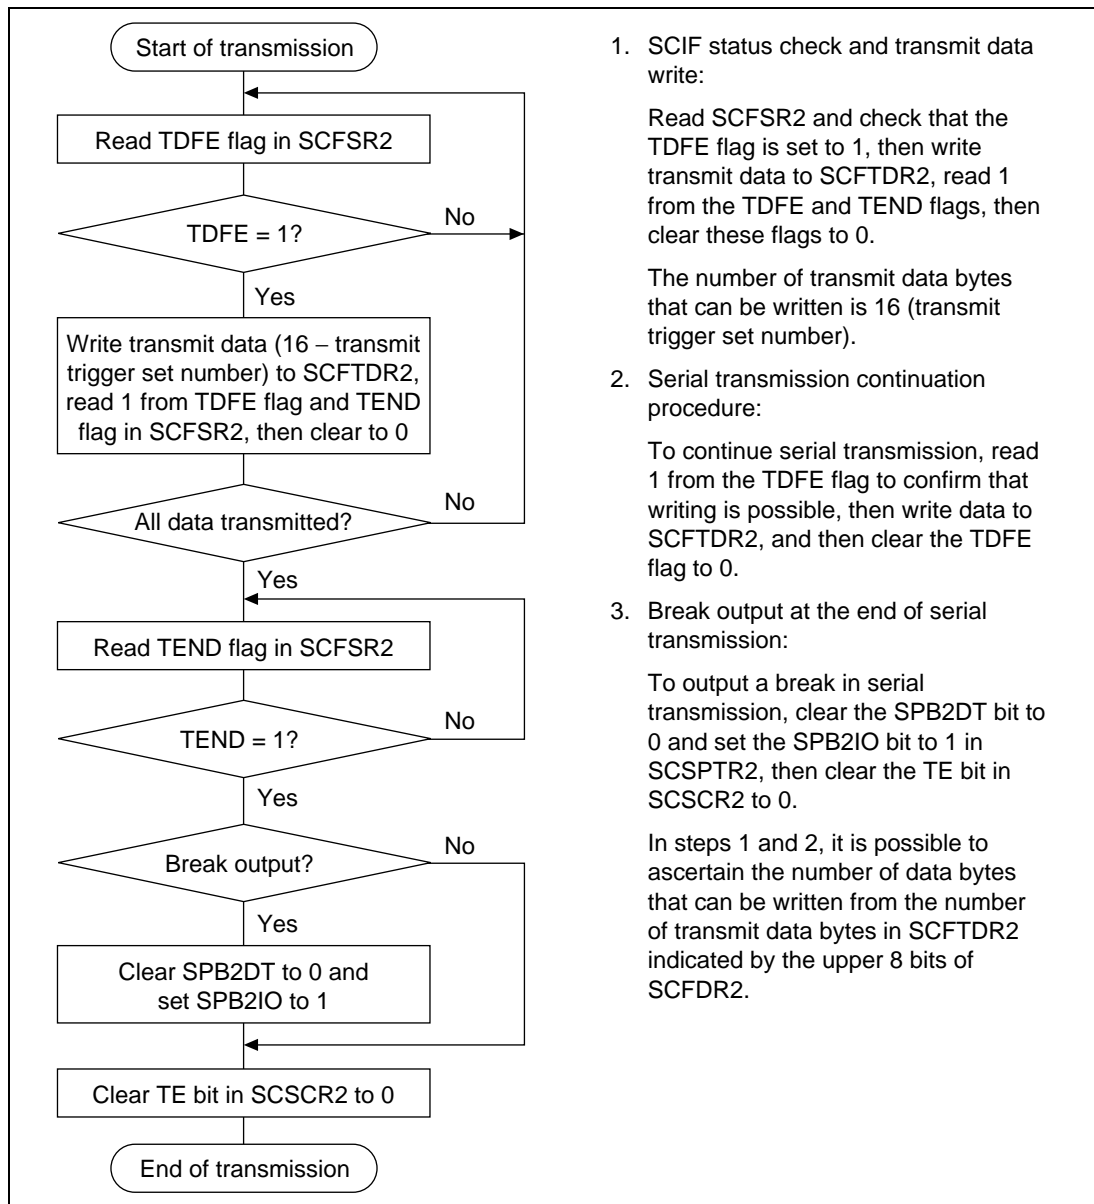 Start of transmission
Read TDFE flag in SCFSR2
TDFE = 1?
No
Yes
Write transmit data (16 – transmit
trigger set number) to SCFTDR2,
read 1 from TDFE flag and TEND
flag in SCFSR2, then clear to 0
All data transmitted?
No
Yes
Read TEND flag in SCFSR2
TEND = 1?
No
Yes
Break output?
No
Yes
Clear SPB2DT to 0 and
set SPB2IO to 1
Clear TE bit in SCSCR2 to 0
End of transmission
1. SCIF status check and transmit data
write:
Read SCFSR2 and check that the
TDFE flag is set to 1, then write
transmit data to SCFTDR2, read 1
from the TDFE and TEND flags, then
clear these flags to 0.
The number of transmit data bytes
that can be written is 16 (transmit
trigger set number).
2. Serial transmission continuation
procedure:
To continue serial transmission, read
1 from the TDFE flag to confirm that
writing is possible, then write data to
SCFTDR2, and then clear the TDFE
flag to 0.
3. Break output at the end of serial
transmission:
To output a break in serial
transmission, clear the SPB2DT bit to
0 and set the SPB2IO bit to 1 in
SCSPTR2, then clear the TE bit in
SCSCR2 to 0.
In steps 1 and 2, it is possible to
ascertain the number of data bytes
that can be written from the number
of transmit data bytes in SCFTDR2
indicated by the upper 8 bits of
SCFDR2.